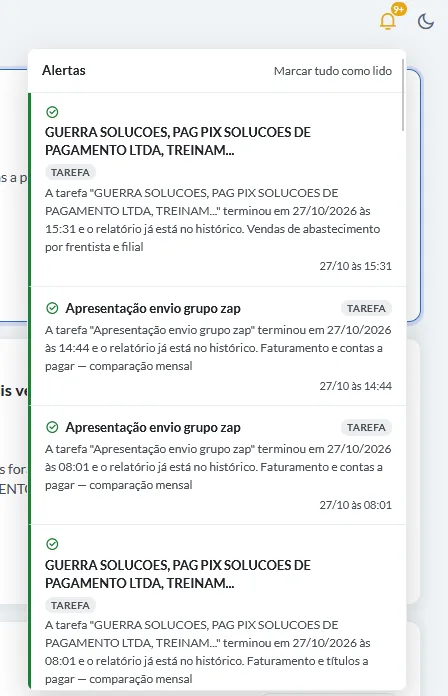 9+
Alertas
Marcar tudo como lido
GUERRA SOLUCOES, PAG PIX SOLUCOES DE
PAGAMENTO LTDA, TREINAM...
TAREFA
A tarefa "GUERRA SOLUCOES, PAG PIX SOLUCOES DE
PAGAMENTO LTDA, TREINAM..." terminou em 27/10/2026 às
15:31 e o relatório já está no histórico. Vendas de abastecimento
por frentista e filial
27/10 às 15:31
Apresentação envio grupo zap
TAREFA
A tarefa "Apresentação envio grupo zap" terminou em 27/10/2026
às 14:44 e o relatório já está no histórico. Faturamento e contas a
pagar — comparação mensal
27/10 às 14:44
Apresentação envio grupo zap
TAREFA
A tarefa "Apresentação envio grupo zap" terminou em 27/10/2026
às 08:01 e o relatório já está no histórico. Faturamento e contas a
pagar — comparação mensal
27/10 às 08:01
GUERRA SOLUCOES, PAG PIX SOLUCOES DE
PAGAMENTO LTDA, TREINAM...
TAREFA
A tarefa "GUERRA SOLUCOES, PAG PIX SOLUCOES DE
PAGAMENTO LTDA, TREINAM..." terminou em 27/10/2026 às
08:01 e o relatório já está no histórico. Faturamento e títulos a
pagar — comparação mensal